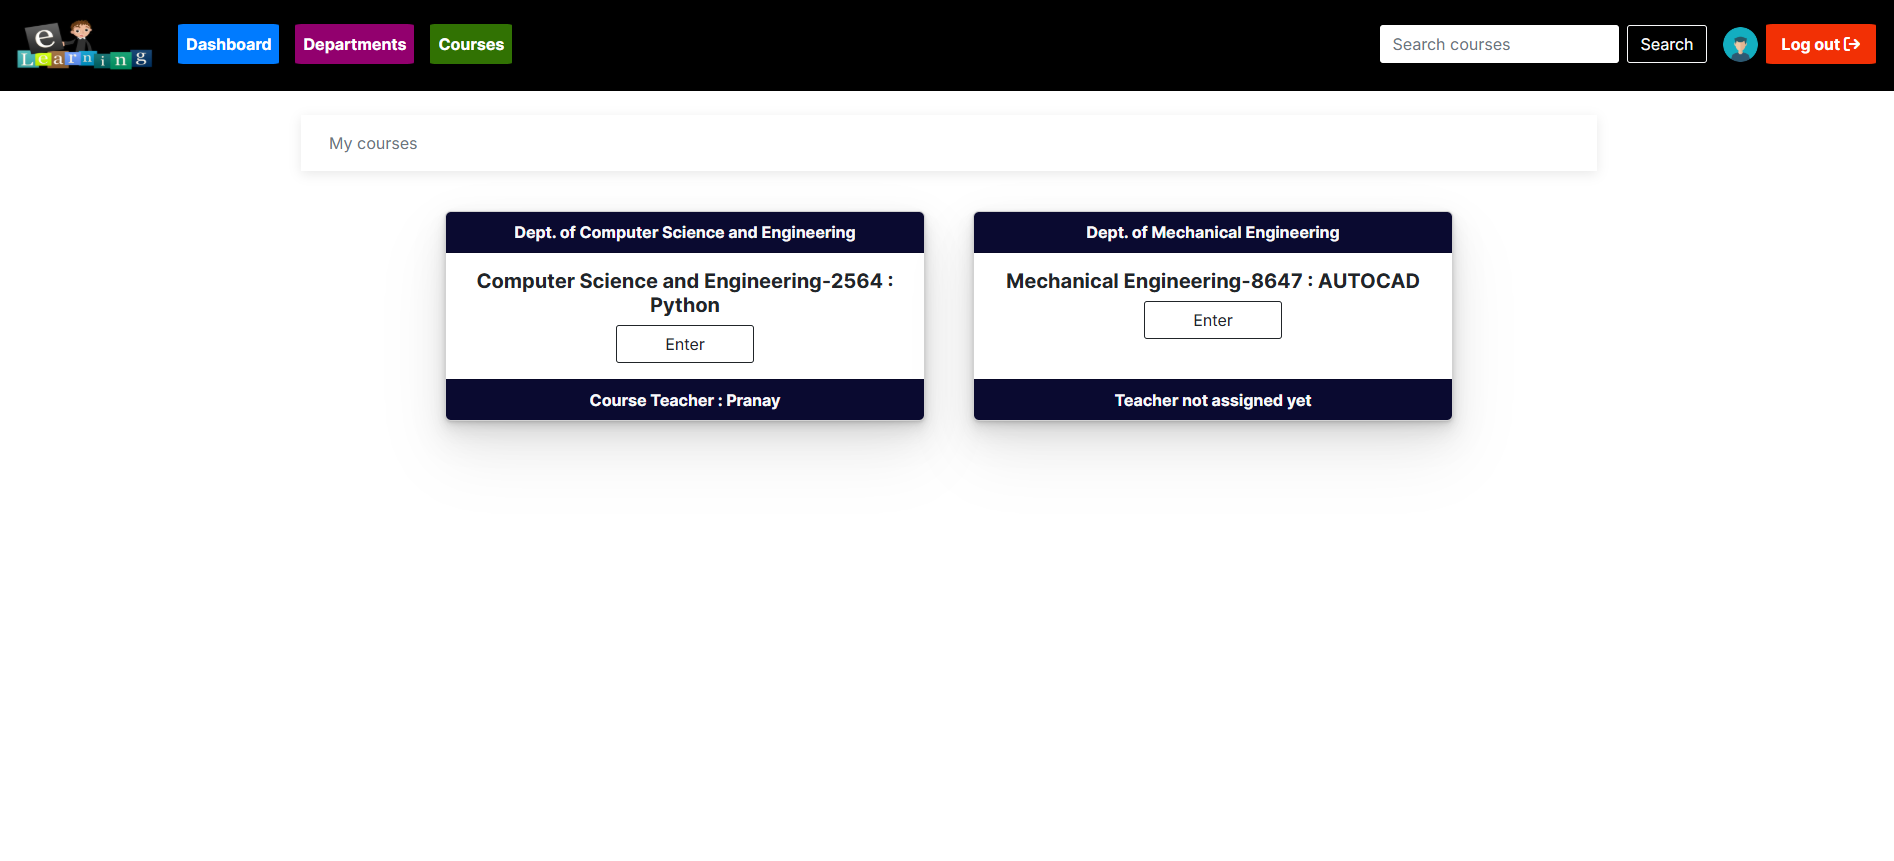 e
Learning
Dashboard Departments Courses Search courses Search Log out
My courses
Dept. of Computer Science and Engineering
Computer Science and Engineering-2564 :
Python
Enter
Course Teacher : Pranay
Dept. of Mechanical Engineering
Mechanical Engineering-8647 : AUTOCAD
Enter
Teacher not assigned yet